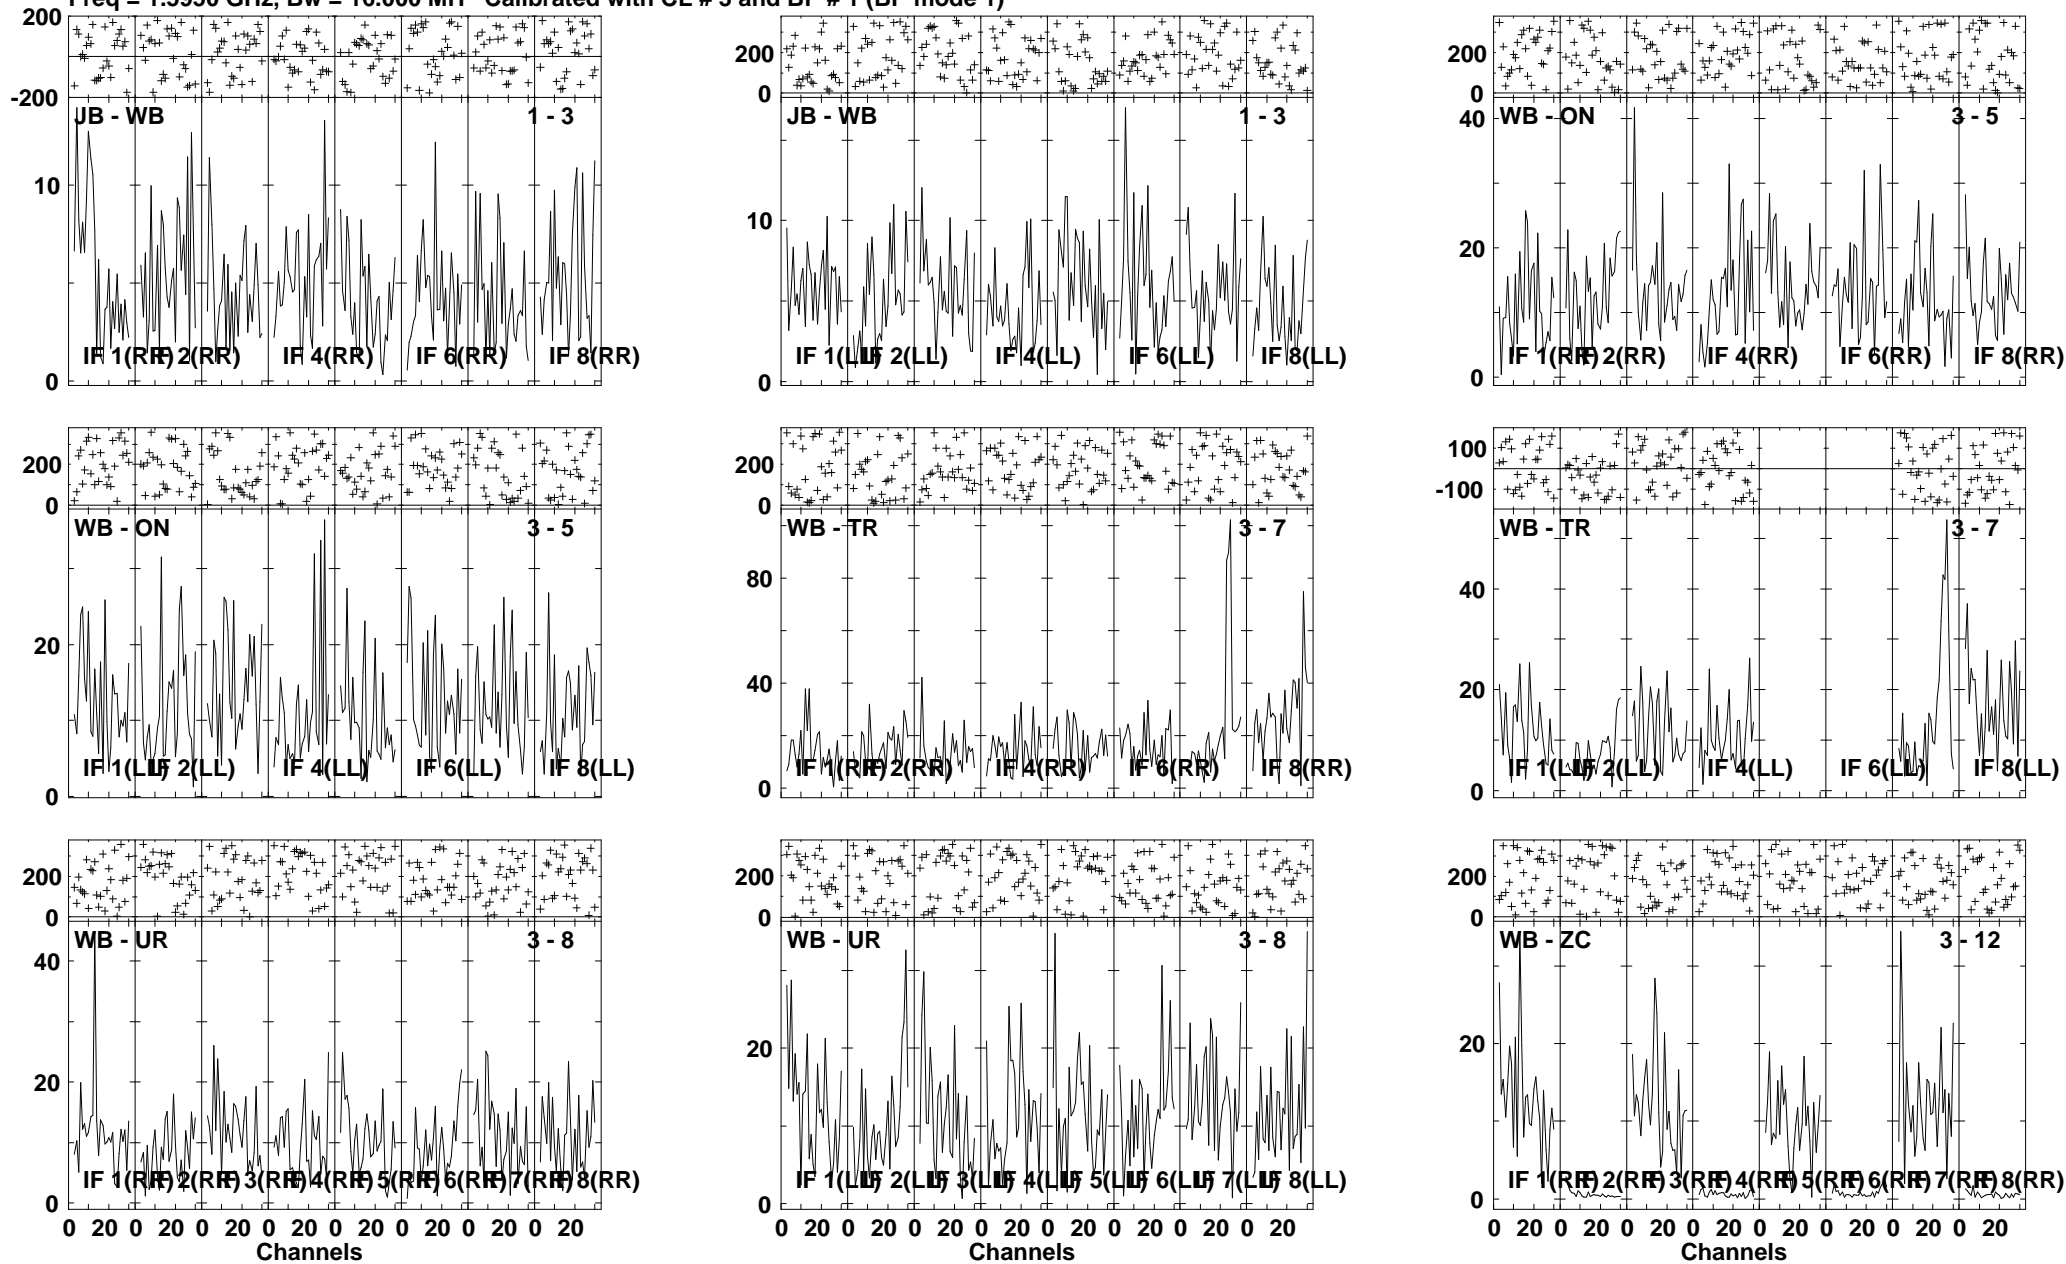 Calibrated with CL # 3 and BP # 1 (BP mode 1)
200
-200
JB - WB 1 - 3
10
0
IF 1(RR) IF 2(RR) IF 4(RR) IF 6(RR) IF 8(RR)
200
0
JB - WB 1 - 3
10
0
IF 1(LL) IF 2(LL) IF 4(LL) IF 6(LL) IF 8(LL)
200
0
WB - ON 3 - 5
40
20
0
IF 1(RR) IF 2(RR) IF 4(RR) IF 6(RR) IF 8(RR)
200
0
WB - ON 3 - 5
20
0
IF 1(LL) IF 2(LL) IF 4(LL) IF 6(LL) IF 8(LL)
200
0
WB - TR 3 - 7
80
40
0
IF 1(RR) IF 2(RR) IF 4(RR) IF 6(RR) IF 8(RR)
100
-100
WB - TR 3 - 7
40
20
0
IF 1(LL) IF 2(LL) IF 4(LL) IF 6(LL) IF 8(LL)
200
0
WB - UR 3 - 8
40
20
0
IF 1(RR) IF 2(RR) IF 3(RR) IF 4(RR) IF 5(RR) IF 6(RR) IF 7(RR) IF 8(RR)
0 20 0 20 0 20 0 20 0 20 0 20 0 20 0 20
Channels
200
0
WB - UR 3 - 8
20
0
IF 1(LL) IF 2(LL) IF 3(LL) IF 4(LL) IF 5(LL) IF 6(LL) IF 7(LL) IF 8(LL)
0 20 0 20 0 20 0 20 0 20 0 20 0 20 0 20
Channels
200
0
WB - ZC 3 - 12
20
0
IF 1(RR) IF 2(RR) IF 3(RR) IF 4(RR) IF 5(RR) IF 6(RR) IF 7(RR) IF 8(RR)
0 20 0 20 0 20 0 20 0 20 0 20 0 20 0 20
Channels